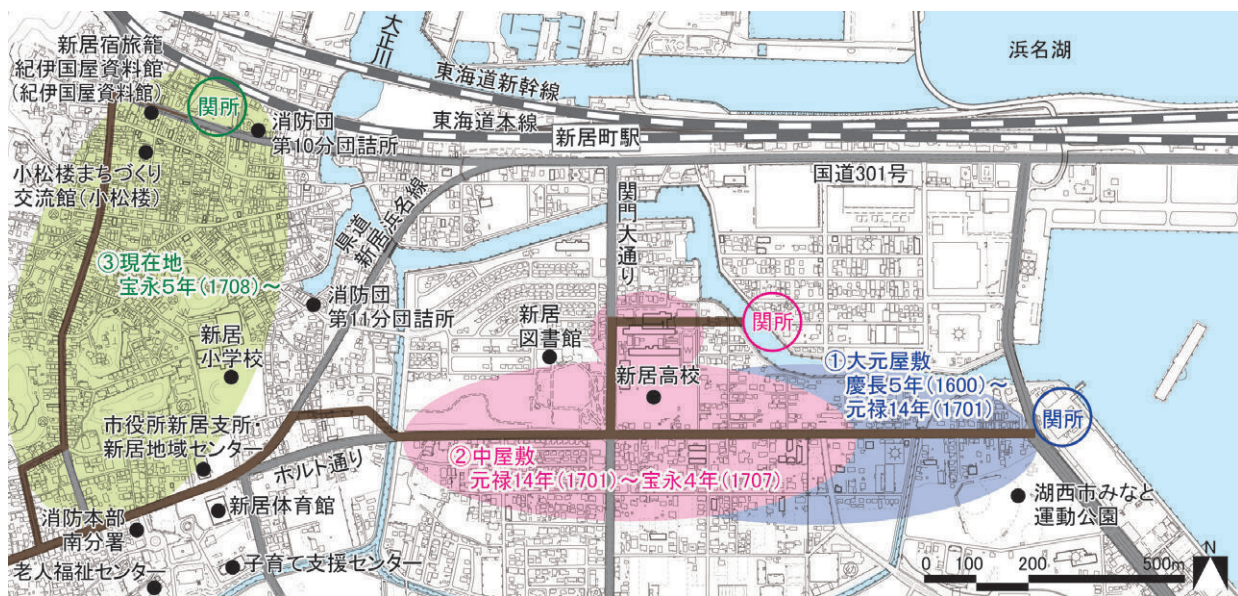 新居宿旅籠
紀伊国屋資料館
(紀伊国屋資料館)
関所
消防団
第10分団詰所
小松楼まちづくり
交流館(小松楼)
大正川
東海道新幹線
東海道本線
新居町駅
浜名湖
国道301号
関門大通り
県道
新居浜名線
③現在地
宝永5年(1708)～
消防団
第11分団詰所
新居
図書館
新居
小学校
関所
新居高校
①大元屋敷
慶長5年(1600)～
元禄14年(1701)
関所
市役所新居支所・
新居地域センター
ボルト通り
②中屋敷
元禄14年(1701)～宝永4年(1707)
新居体育館
湖西市みなと
運動公園
消防本部
南分署
老人福祉センター
子育て支援センター
0 100 200 500m
N